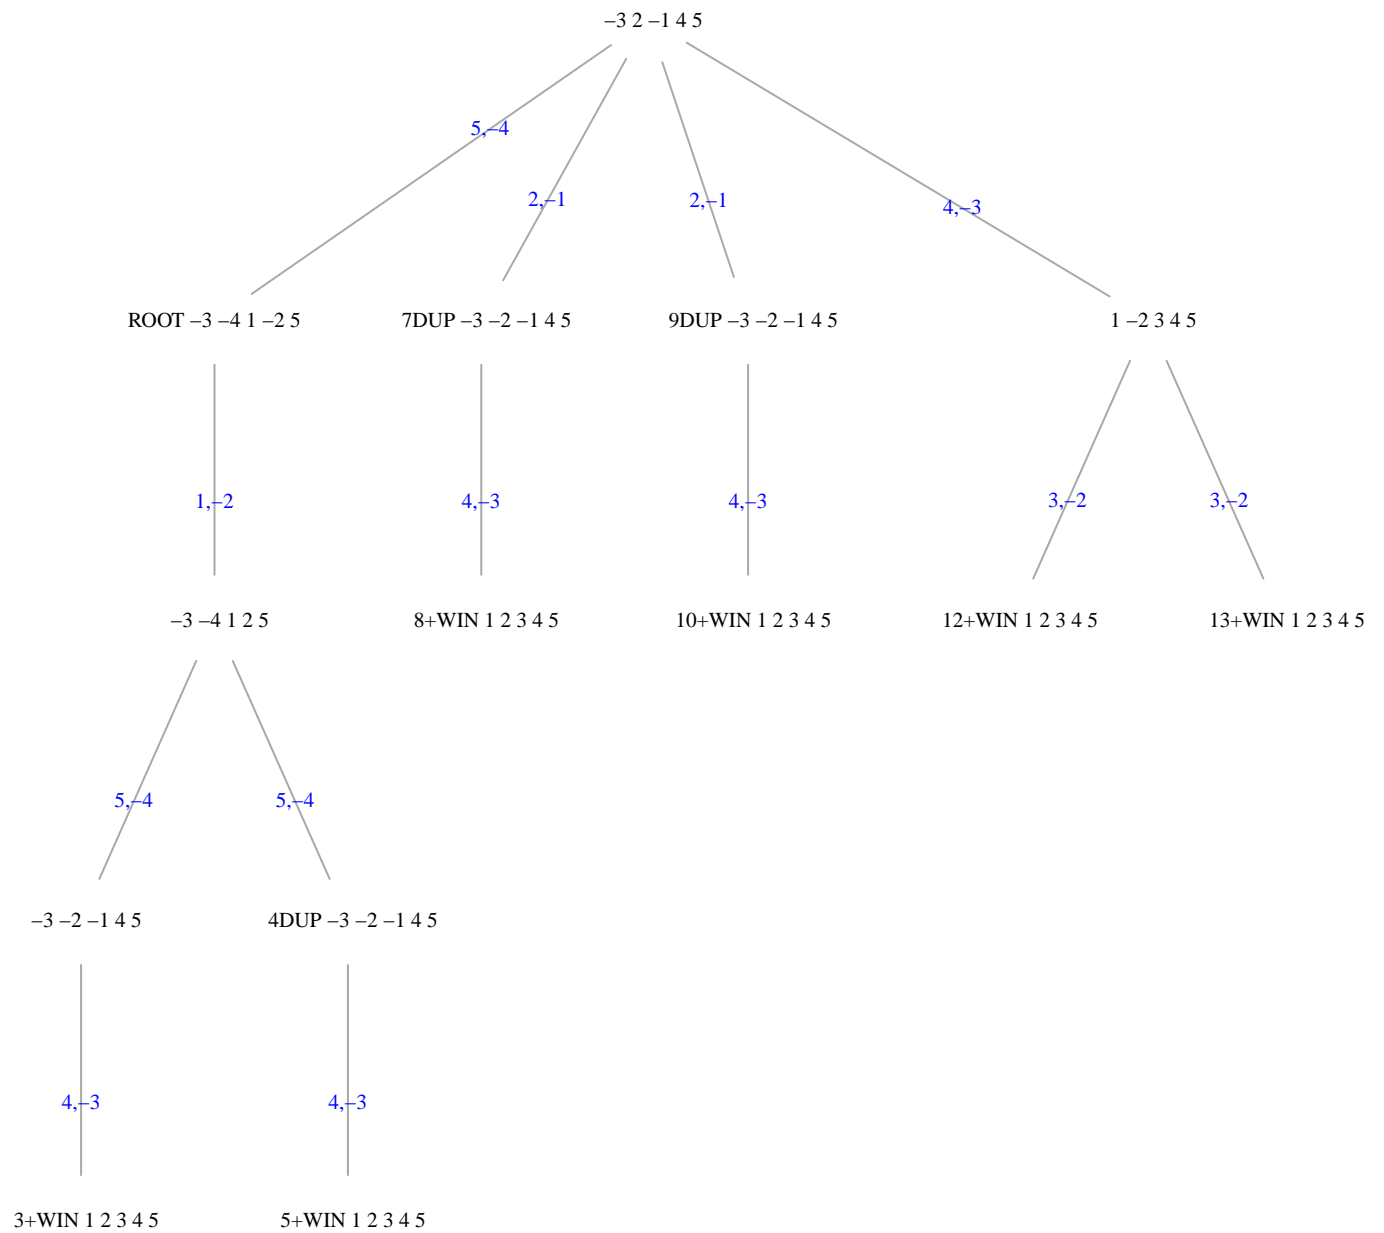 –3 2 –1 4 5
5,–4
2,–1
2,–1
4,–3
ROOT –3 –4 1 –2 5
7DUP –3 –2 –1 4 5
9DUP –3 –2 –1 4 5
1 –2 3 4 5
1,–2
4,–3
4,–3
3,–2
3,–2
–3 –4 1 2 5
8+WIN 1 2 3 4 5
10+WIN 1 2 3 4 5
12+WIN 1 2 3 4 5
13+WIN 1 2 3 4 5
5,–4
5,–4
–3 –2 –1 4 5
4DUP –3 –2 –1 4 5
4,–3
4,–3
3+WIN 1 2 3 4 5
5+WIN 1 2 3 4 5